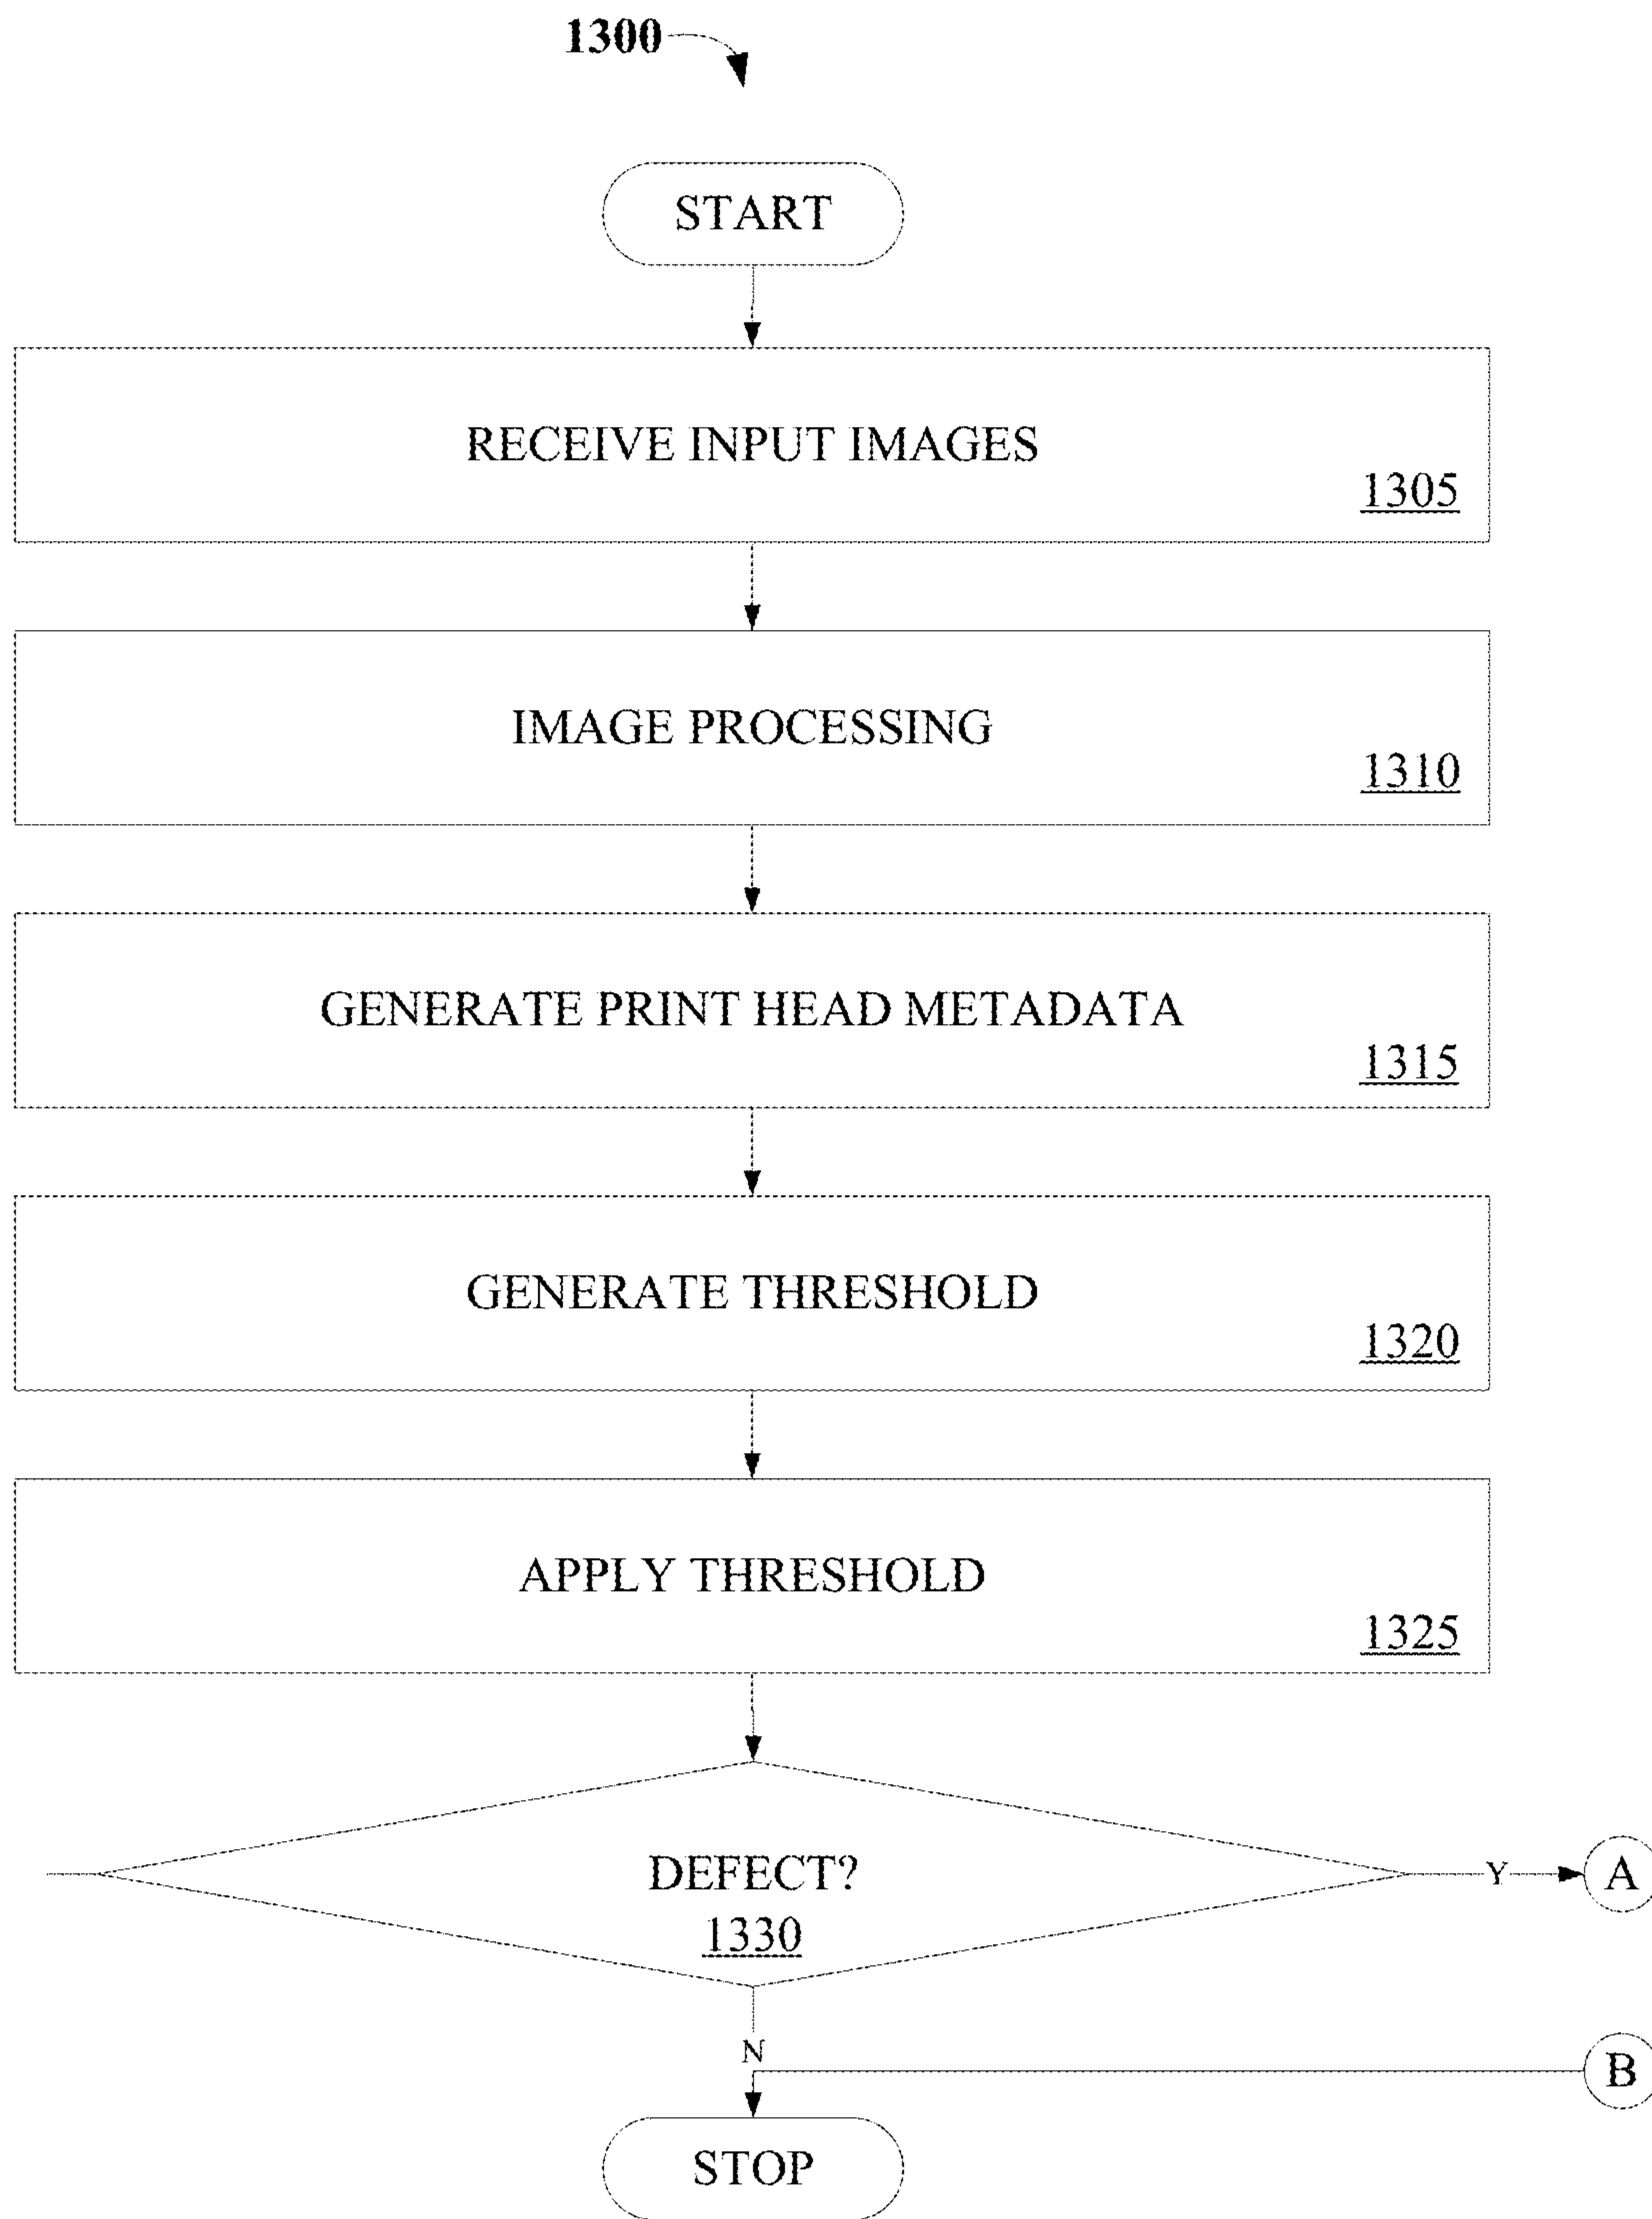 1300
START
RECEIVE INPUT IMAGES
1305
IMAGE PROCESSING
1310
GENERATE PRINT HEAD METADATA
1315
GENERATE THRESHOLD
1320
APPLY THRESHOLD
1325
DEFECT?
1330
Y
A
N
B
STOP